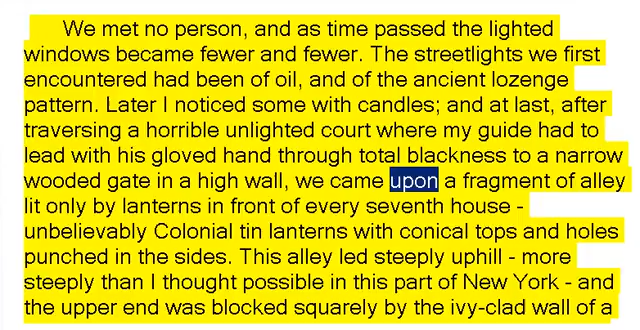 We met no person, and as time passed the lighted
windows became fewer and fewer. The streetlights we first
encountered had been of oil, and of the ancient lozenge
pattern. Later I noticed some with candles; and at last, after
traversing a horrible unlighted court where my guide had to
lead with his gloved hand through total blackness to a narrow
wooded gate in a high wall, we came upon a fragment of alley
lit only by lanterns in front of every seventh house -
unbelievably Colonial tin lanterns with conical tops and holes
punched in the sides. This alley led steeply uphill - more
steeply than I thought possible in this part of New York - and
the upper end was blocked squarely by the ivy-clad wall of a